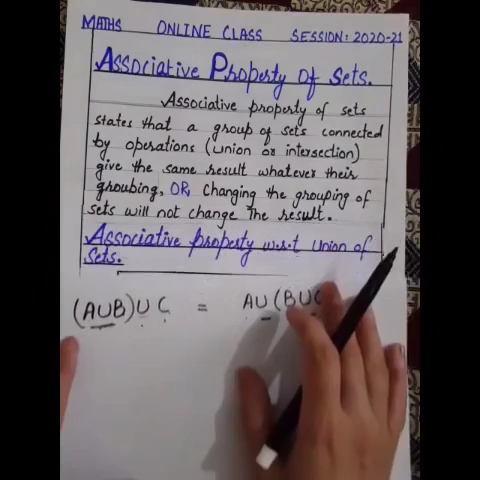 MATHS ONLINE CLASS SESSION: 2020-21
Associative Property Of Sets.
Associative property of sets
states that a group of sets connected
by operations (union or intersection)
give the same result whatever their
groubing, OR, Changing the grouping of
sets will not change The result.
Associative property w.r.t Union of
Sets.
(AUB) U C = AU (BUC